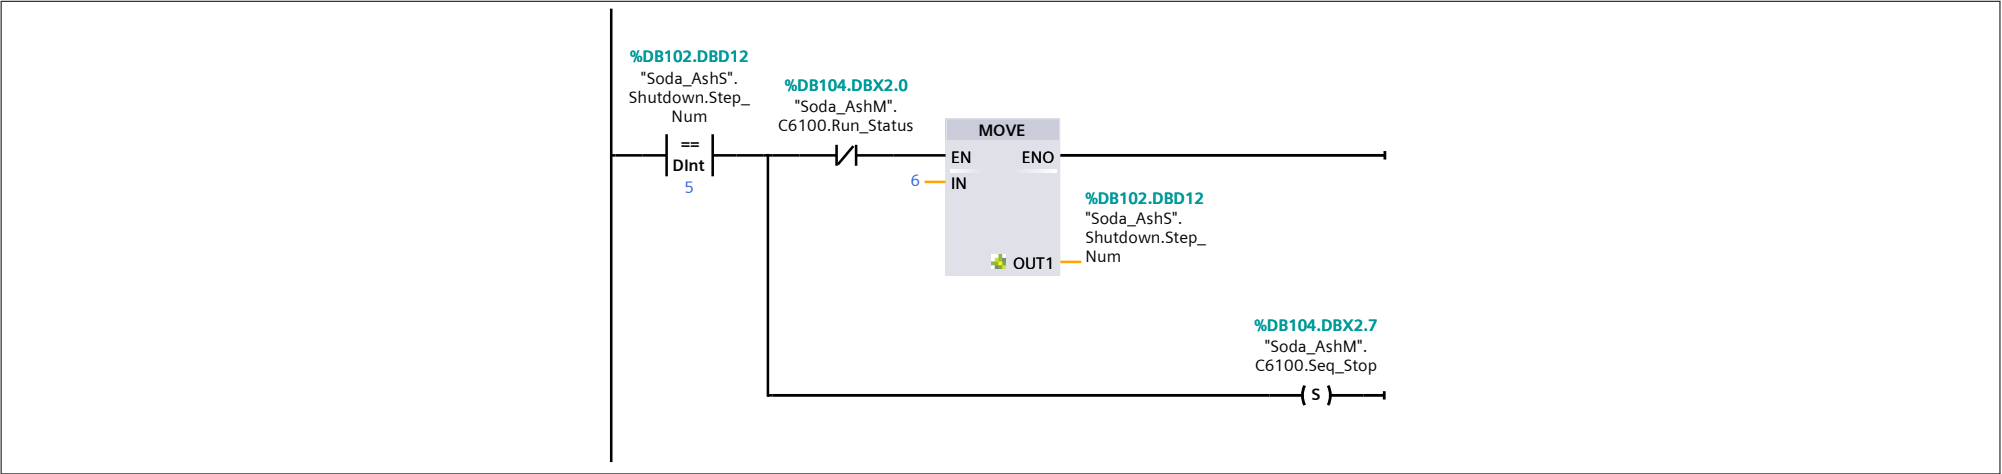 %DB102.DBD12
"Soda_AshS".
Shutdown.Step_
Num
==
DInt
5
%DB104.DBX2.0
"Soda_AshM".
C6100.Run_Status
MOVE
EN ENO
6 IN
OUT1
%DB102.DBD12
"Soda_AshS".
Shutdown.Step_
Num
%DB104.DBX2.7
"Soda_AshM".
C6100.Seq_Stop
S